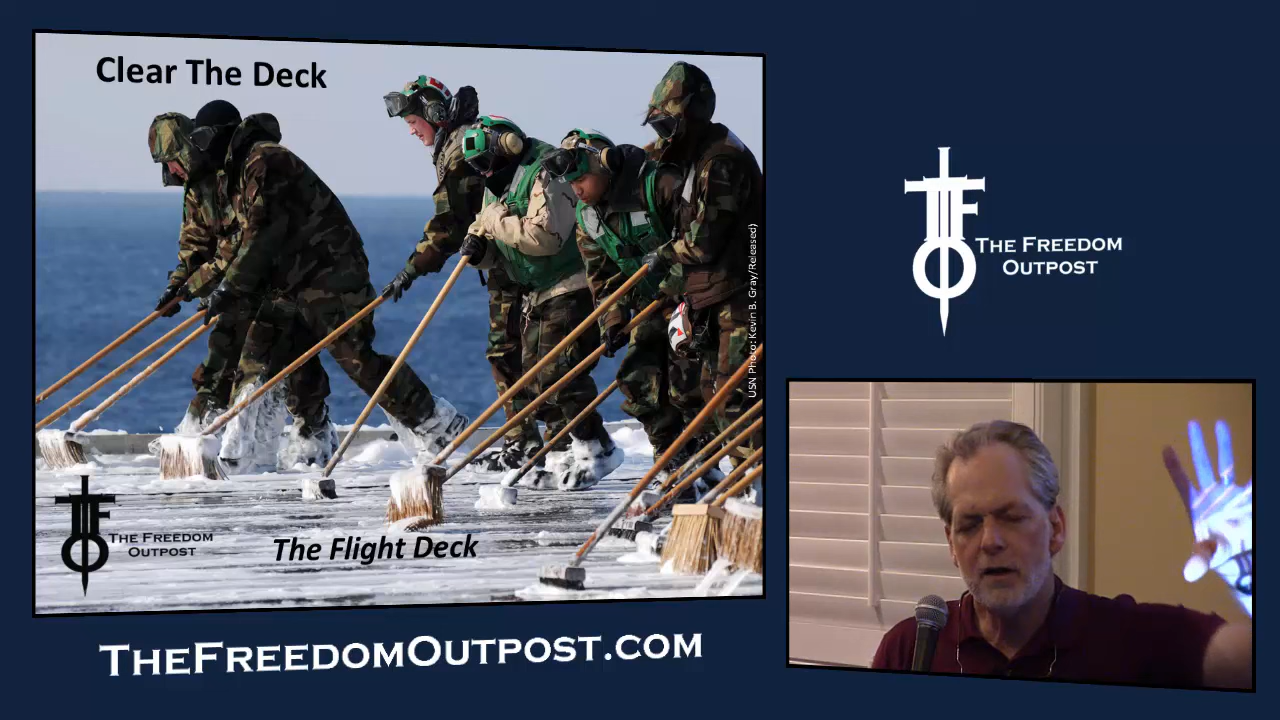 Clear The Deck
USN Photo: Kevin B. Gray/Released)
The Flight Deck
The Freedom
Outpost
TheFreedomOutpost.com
The Freedom
Outpost